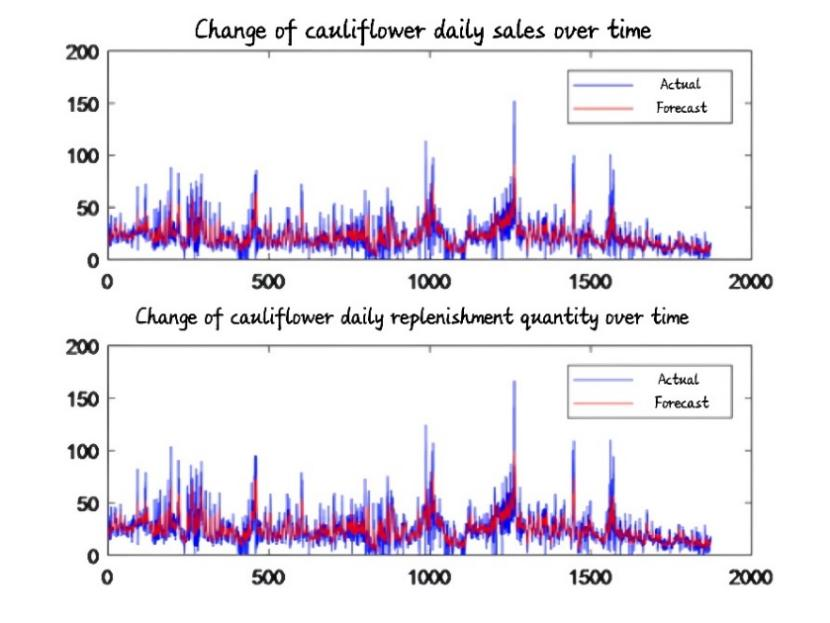 Change of cauliflower daily sales over time
200
150
100
50
0
Actual
Forecast
0 500 1000 1500 2000
Change of cauliflower daily replenishment quantity over time
200
150
100
50
0
Actual
Forecast
0 500 1000 1500 2000